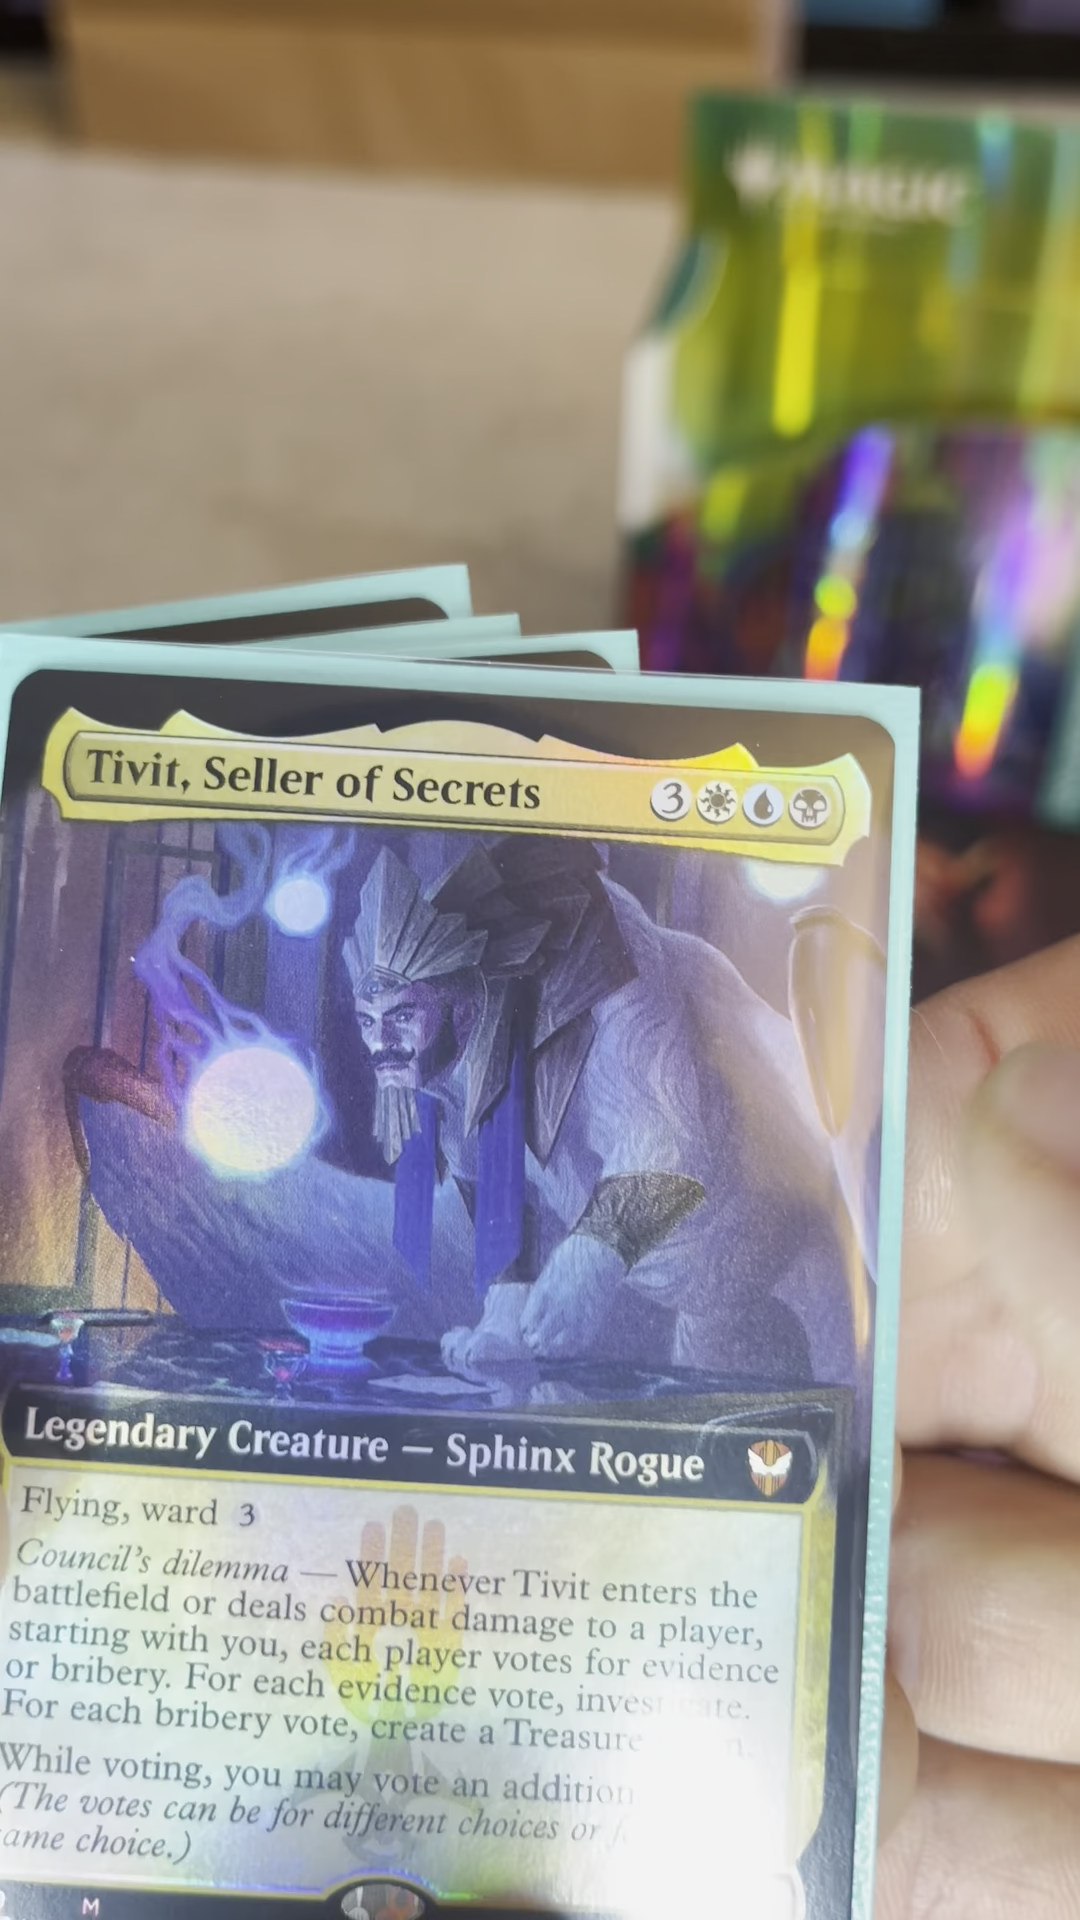 Tivit, Seller of Secrets 3
Legendary Creature — Sphinx Rogue
Flying, ward 3
Council's dilemma — Whenever Tivit enters the
battlefield or deals combat damage to a player,
starting with you, each player votes for evidence
or bribery. For each evidence vote, investigate.
For each bribery vote, create a Treasure
While voting, you may vote an addition
(The votes can be for different choices or
ame choice.)
M